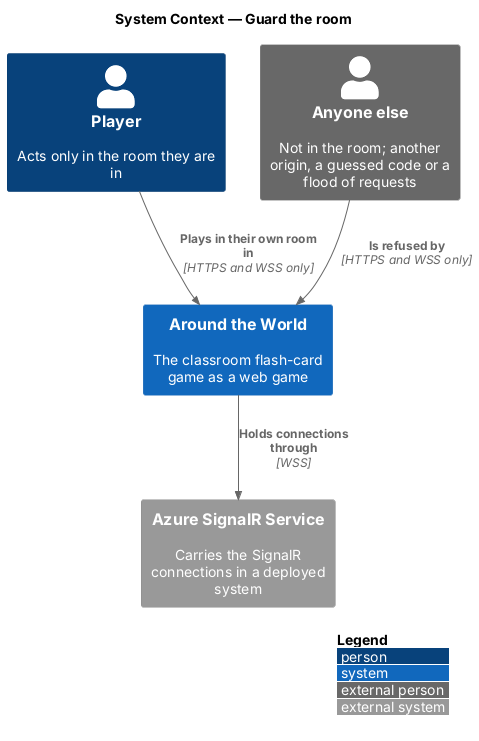 System Context — Guard the room
Player
Acts only in the room they are
in
Anyone else
Not in the room; another
origin, a guessed code or a
flood of requests
Plays in their own room
in
[HTTPS and WSS only]
Is refused by
[HTTPS and WSS only]
Around the World
The classroom flash-card
game as a web game
Holds connections
through
[WSS]
Azure SignalR Service
Carries the SignalR
connections in a deployed
system
Legend
person
system
external person
external system